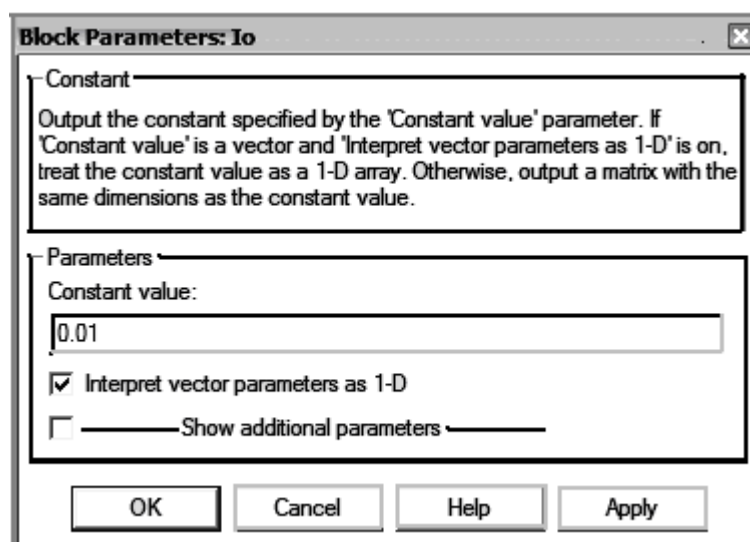 Block Parameters: Io
Constant
Output the constant specified by the 'Constant value' parameter. If
'Constant value' is a vector and 'Interpret vector parameters as 1-D' is on,
treat the constant value as a 1-D array. Otherwise, output a matrix with the
same dimensions as the constant value.
Parameters
Constant value:
0.01
Interpret vector parameters as 1-D
Show additional parameters
OK Cancel Help Apply